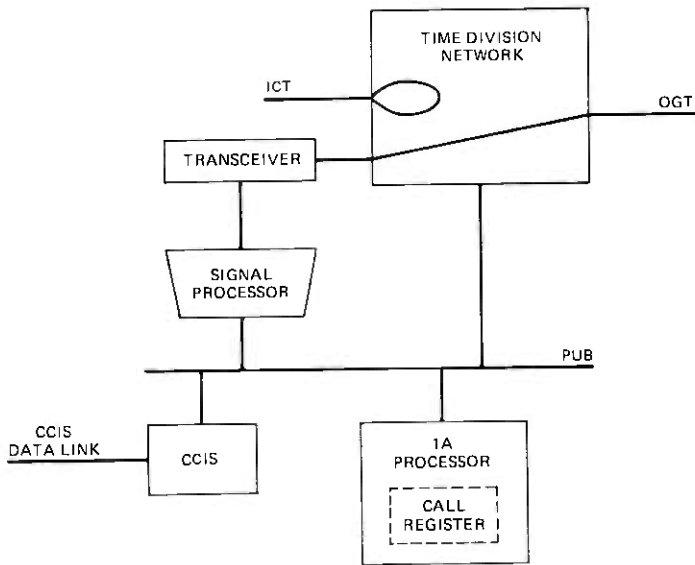 TIME DIVISION
NETWORK
ICT
OGT
TRANSCEIVER
SIGNAL
PROCESSOR
PUB
CCIS
DATA LINK
CCIS
1A
PROCESSOR
CALL
REGISTER